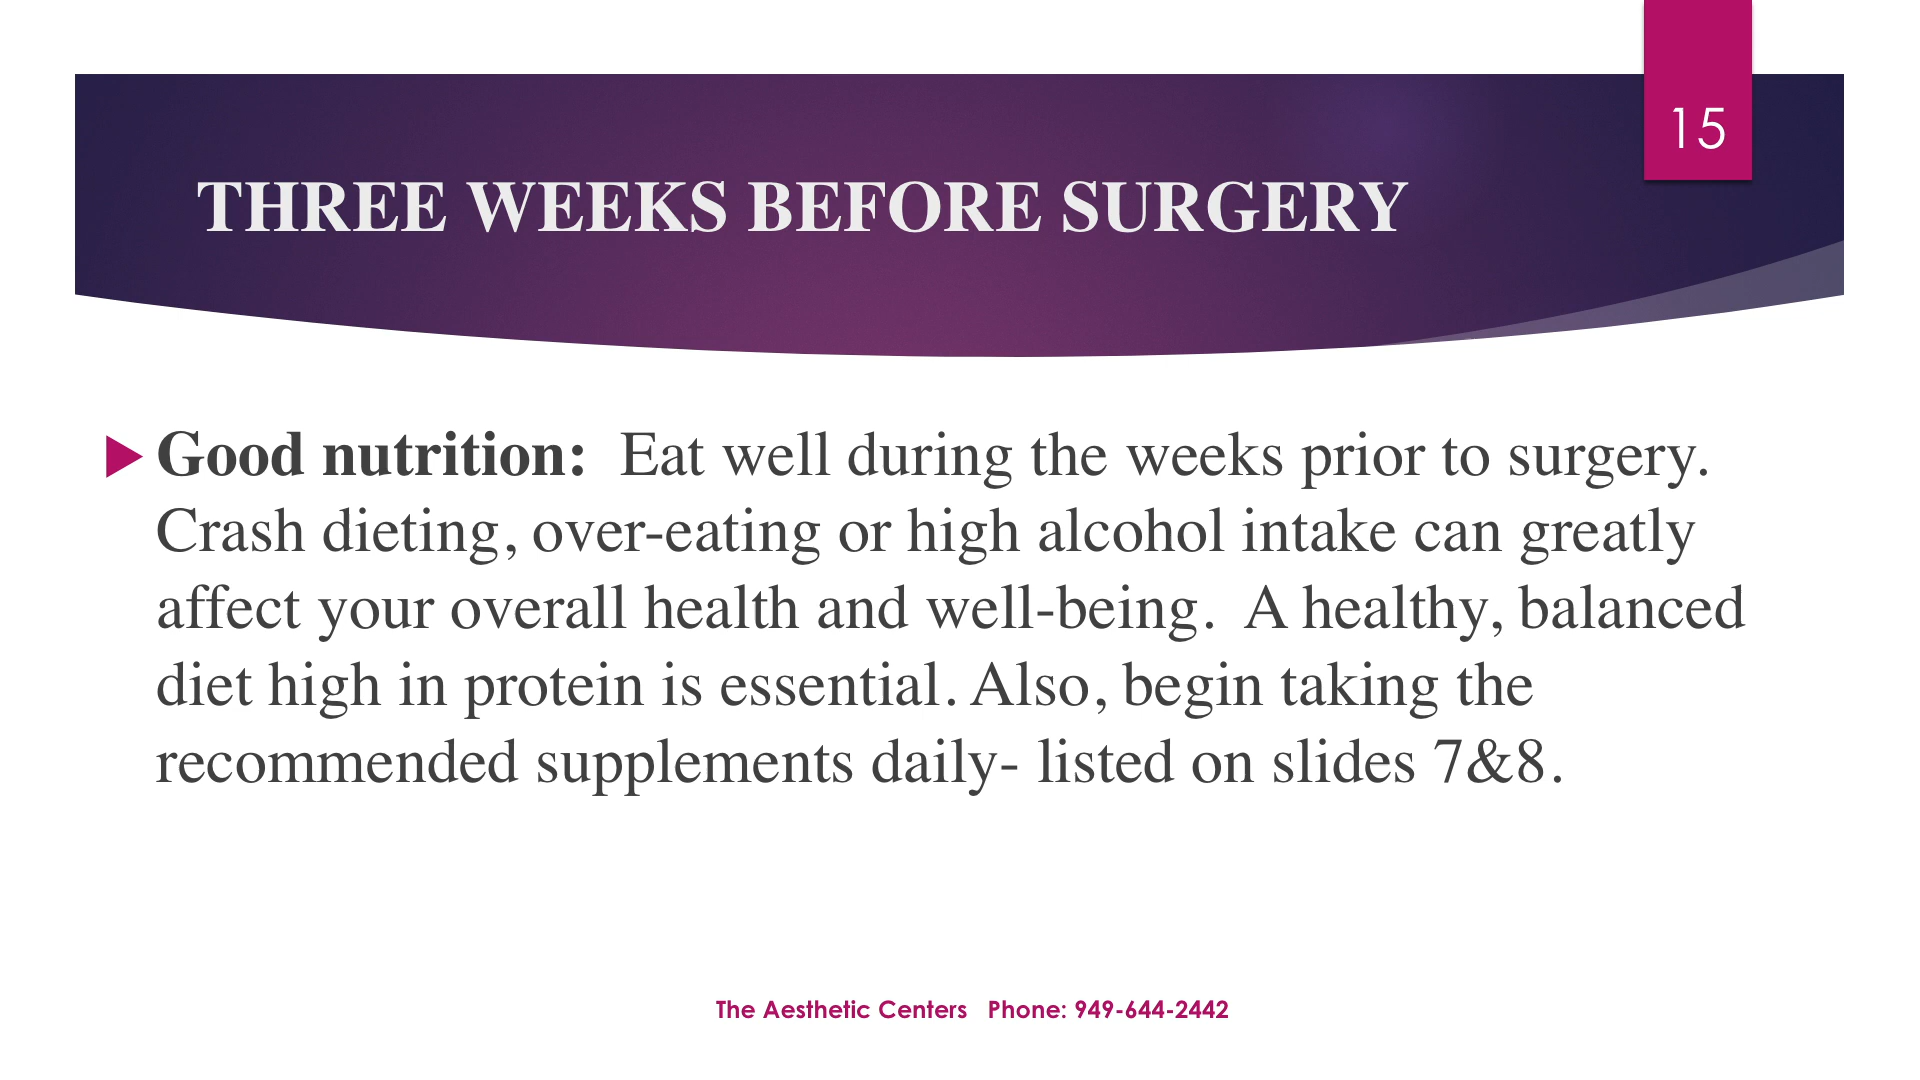 15
THREE WEEKS BEFORE SURGERY
Good nutrition:  Eat well during the weeks prior to surgery.
Crash dieting, over-eating or high alcohol intake can greatly
affect your overall health and well-being.  A healthy, balanced
diet high in protein is essential. Also, begin taking the
recommended supplements daily- listed on slides 7&8.
The Aesthetic Centers   Phone: 949-644-2442